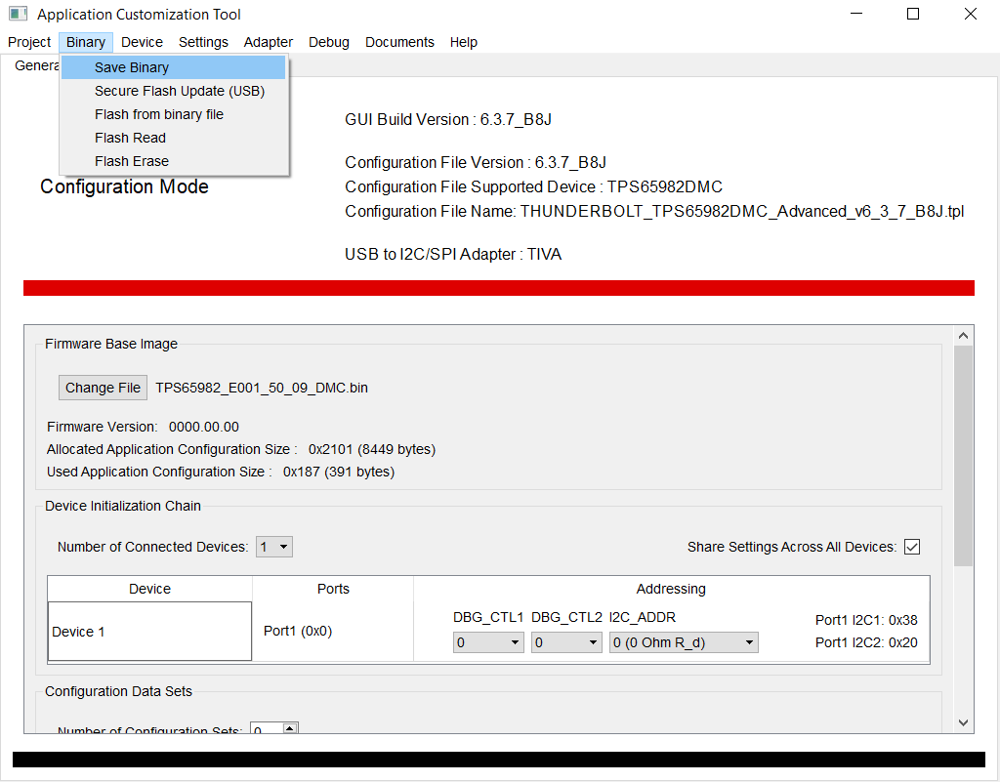 Application Customization Tool
Project Binary Device Settings Adapter Debug Documents Help
Genera
Save Binary
Secure Flash Update (USB)
Flash from binary file
Flash Read
Flash Erase
Configuration Mode
GUI Build Version : 6.3.7_B8J
Configuration File Version : 6.3.7_B8J
Configuration File Supported Device : TPS65982DMC
Configuration File Name: THUNDERBOLT_TPS65982DMC_Advanced_v6_3_7_B8J.tpl
USB to I2C/SPI Adapter : TIVA
Firmware Base Image
Change File TPS65982_E001_50_09_DMC.bin
Firmware Version: 0000.00.00
Allocated Application Configuration Size : 0x2101 (8449 bytes)
Used Application Configuration Size : 0x187 (391 bytes)
Device Initialization Chain
Number of Connected Devices: 1 Share Settings Across All Devices:
Device Ports Addressing
DBG_CTL1 DBG_CTL2 I2C_ADDR Port1 I2C1: 0x38
Device 1 Port1 (0x0)
0 0 0 (0 Ohm R_d) Port1 I2C2: 0x20
Configuration Data Sets
Number of Configuration Sets: 0